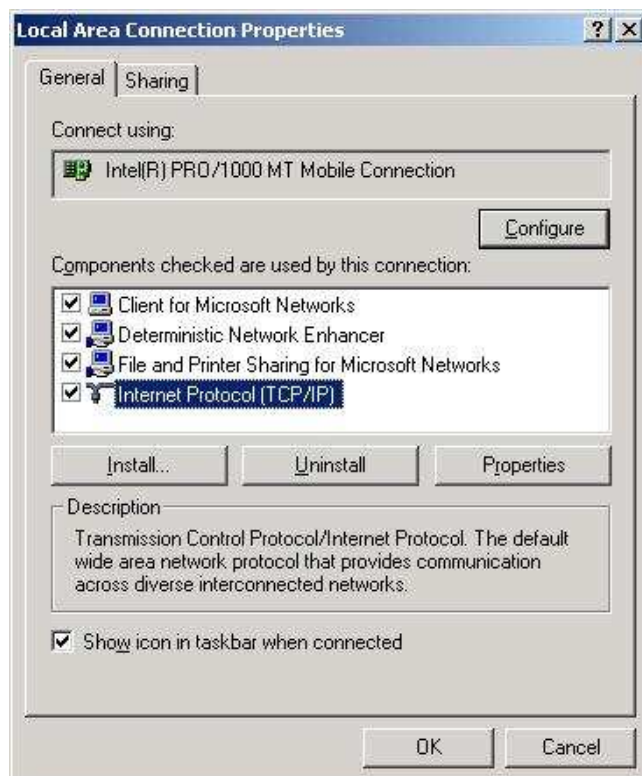 Local Area Connection Properties
General Sharing
Connect using:
Intel(R) PRO/1000 MT Mobile Connection
Configure
Components checked are used by this connection:
Client for Microsoft Networks
Deterministic Network Enhancer
File and Printer Sharing for Microsoft Networks
Internet Protocol (TCP/IP)
Install... Uninstall Properties
Description
Transmission Control Protocol/Internet Protocol. The default
wide area network protocol that provides communication
across diverse interconnected networks.
Show icon in taskbar when connected
OK Cancel